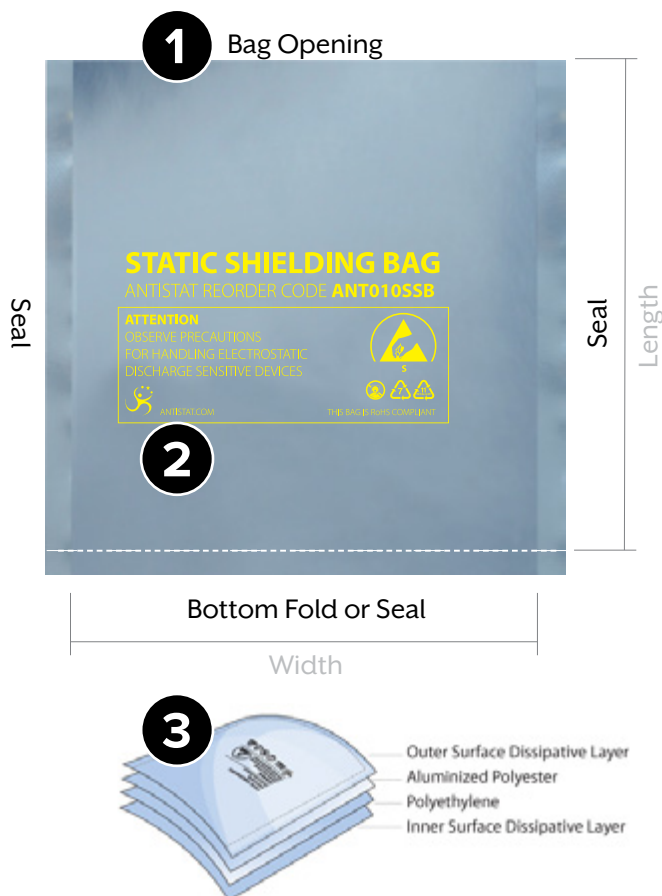 1
Bag Opening
STATIC SHIELDING BAG
ANTISTAT REORDER CODE ANT010SSB
ATTENTION
OBSERVE PRECAUTIONS
FOR HANDLING ELECTROSTATIC
DISCHARGE SENSITIVE DEVICES
S
7
ANTISTAT.COM
THIS BAG IS RoHS COMPLIANT
Seal
Seal
Length
2
Bottom Fold or Seal
Width
3
Outer Surface Dissipative Layer
Aluminized Polyester
Polyethylene
Inner Surface Dissipative Layer